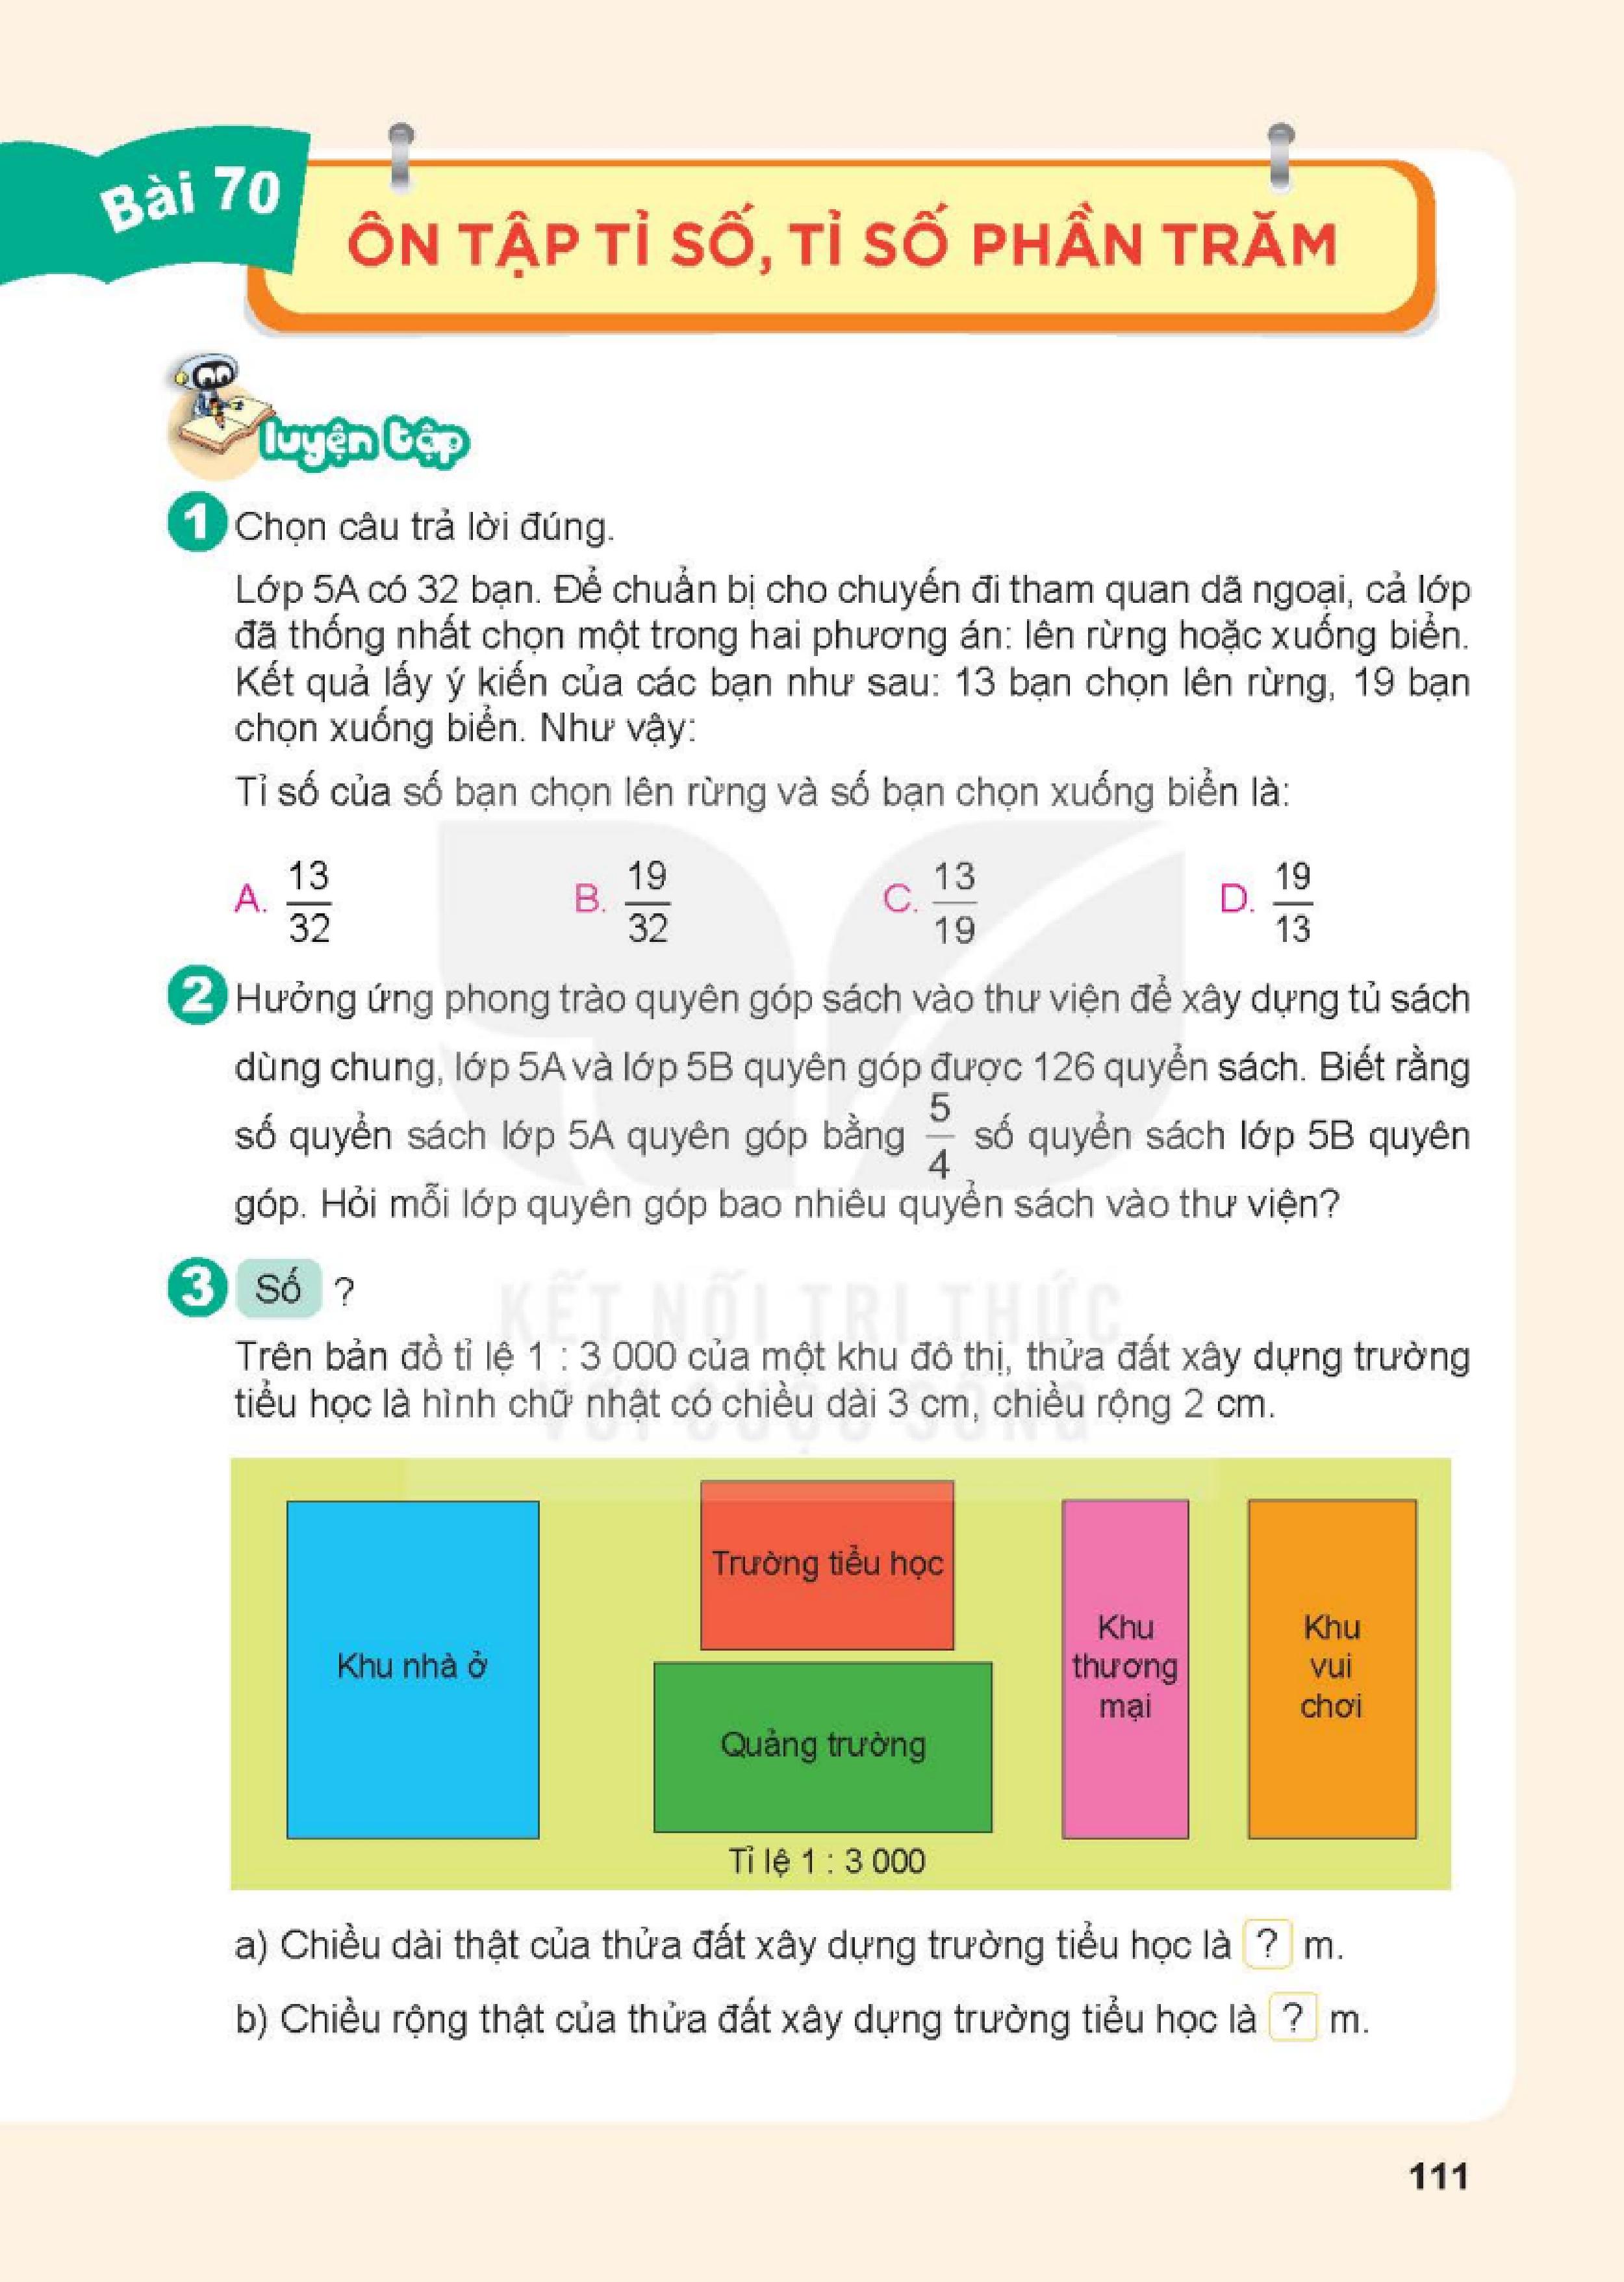 Bài 70
ÔN TẬP TỈ SỐ, TỈ SỐ PHẦN TRĂM
luyện tập
1 Chọn câu trả lời đúng.
Lớp 5A có 32 bạn. Để chuẩn bị cho chuyến đi tham quan dã ngoại, cả lớp
đã thống nhất chọn một trong hai phương án: lên rừng hoặc xuống biển.
Kết quả lấy ý kiến của các bạn như sau: 13 bạn chọn lên rừng, 19 bạn
chọn xuống biển. Như vậy:
Tỉ số của số bạn chọn lên rừng và số bạn chọn xuống biển là:
A. 13/32 B. 19/32 C. 13/19 D. 19/13
2 Hưởng ứng phong trào quyên góp sách vào thư viện để xây dựng tủ sách
dùng chung, lớp 5A và lớp 5B quyên góp được 126 quyển sách. Biết rằng
số quyển sách lớp 5A quyên góp bằng 5/4 số quyển sách lớp 5B quyên
góp. Hỏi mỗi lớp quyên góp bao nhiêu quyển sách vào thư viện?
3 Số ?
KẾT NỐI TRI THỨC
Trên bản đồ tỉ lệ 1 : 3 000 của một khu đô thị, thửa đất xây dựng trường
tiểu học là hình chữ nhật có chiều dài 3 cm, chiều rộng 2 cm.
VỚI CUỘC SỐNG
Khu nhà ở
Trường tiểu học
Quảng trường
Khu
thương
mại
Khu
vui
chơi
Tỉ lệ 1 : 3 000
a) Chiều dài thật của thửa đất xây dựng trường tiểu học là ? m.
b) Chiều rộng thật của thửa đất xây dựng trường tiểu học là ? m.
111